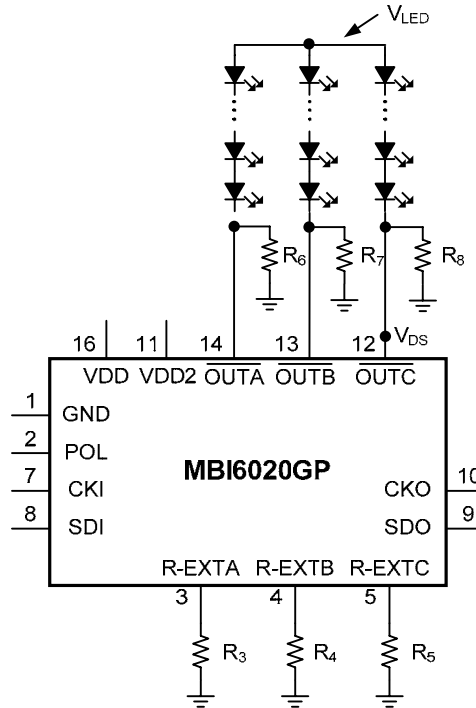 VLED
R6 R7 R8
VDS
16 11 14 13 12
VDD VDD2 OUTA OUTB OUTC
1 GND
2 POL
MBI6020GP
7 CKI CKO 10
8 SDI SDO 9
R-EXTA R-EXTB R-EXTC
3 4 5
R3 R4 R5